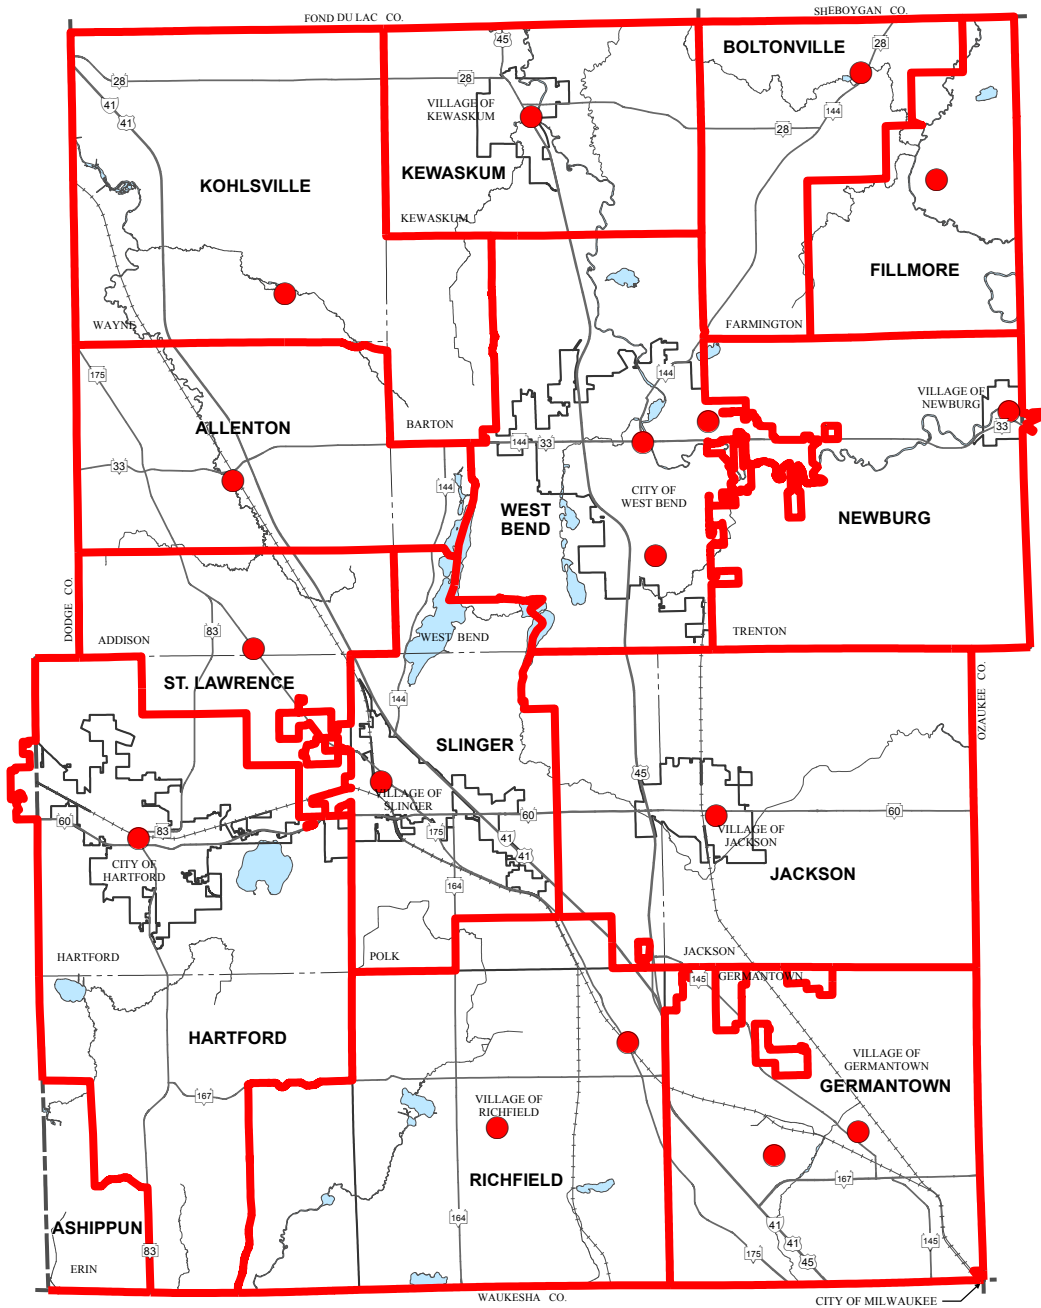 FOND DU LAC CO.
SHEBOYGAN CO.
45
28
BOLTONVILLE
28
28
41
41
VILLAGE OF
KEWASKUM
144
28
KOHLSVILLE
KEWASKUM
KEWASKUM
FILLMORE
WAYNE
FARMINGTON
175
144
VILLAGE OF
NEWBURG
ALLENTON
BARTON
144
33
33
33
144
CITY OF
WEST BEND
WEST
BEND
NEWBURG
DODGE CO.
83
ADDISON
WEST BEND
TRENTON
ST. LAWRENCE
144
OZAUKEE CO.
SLINGER
45
VILLAGE OF
SLINGER
60
83
175
60
60
VILLAGE OF
JACKSON
41
41
CITY OF
HARTFORD
164
JACKSON
HARTFORD
POLK
JACKSON
145
GERMANTOWN
HARTFORD
VILLAGE OF
GERMANTOWN
GERMANTOWN
167
VILLAGE OF
RICHFIELD
RICHFIELD
167
164
ASHIPPUN
83
41
41
45
175
145
ERIN
WAUKESHA CO.
CITY OF MILWAUKEE